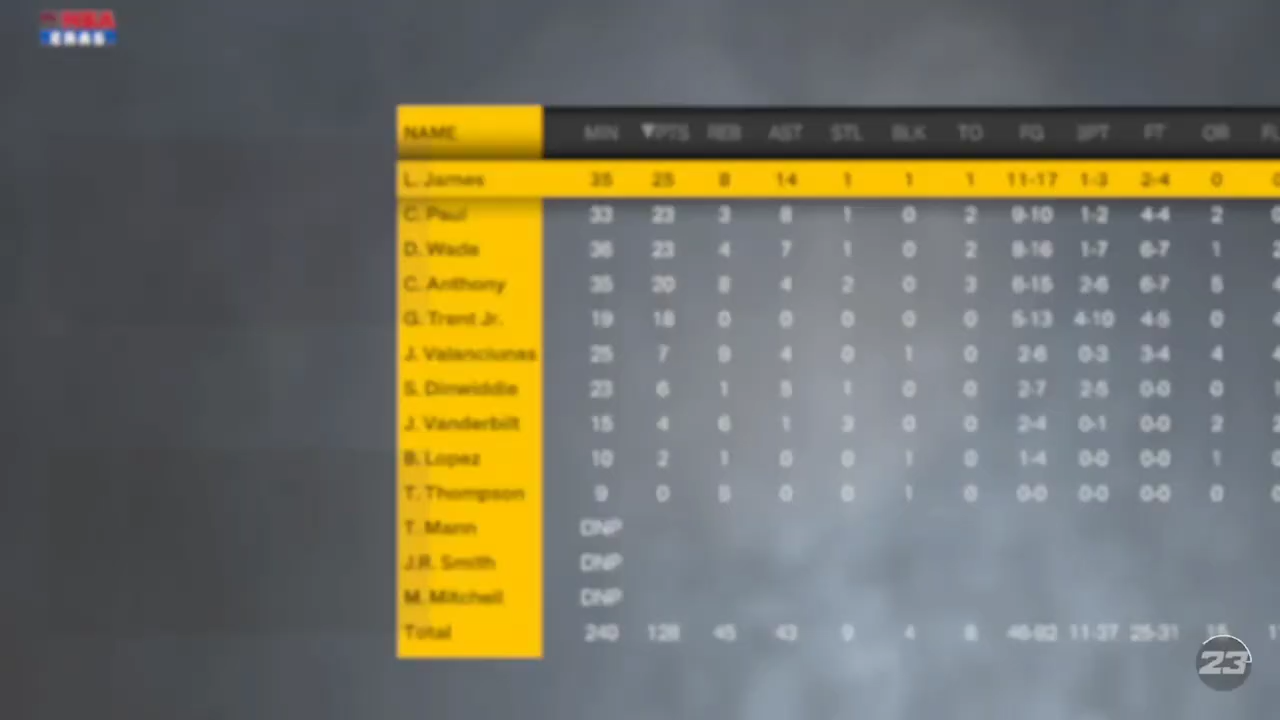 NBA
ERAS
NAME MIN ▼PTS REB AST STL BLK TO FG 3PT FT OR
L. James 35 25 8 14 1 1 1 11-17 1-3 2-4 0
C. Paul 33 23 3 8 1 0 2 9-10 1-2 4-4 2
D. Wade 36 23 4 7 1 0 2 8-16 1-7 6-7 1
C. Anthony 35 20 8 4 2 0 3 6-15 2-6 6-7 5
G. Trent Jr. 19 18 0 0 0 0 0 5-13 4-10 4-5 0
J. Valanciunas 25 7 9 4 0 1 0 2-6 0-3 3-4 4
S. Dinwiddie 23 6 1 5 1 0 0 2-7 2-5 0-0 0
J. Vanderbilt 15 4 6 1 3 0 0 2-4 0-1 0-0 2
B. Lopez 10 2 1 0 0 1 0 1-4 0-0 0-0 1
T. Thompson 9 0 5 0 0 1 0 0-0 0-0 0-0 0
T. Mann DNP
J.R. Smith DNP
M. Mitchell DNP
Total 240 128 45 43 9 4 8 46-92 11-37 25-31 15
23